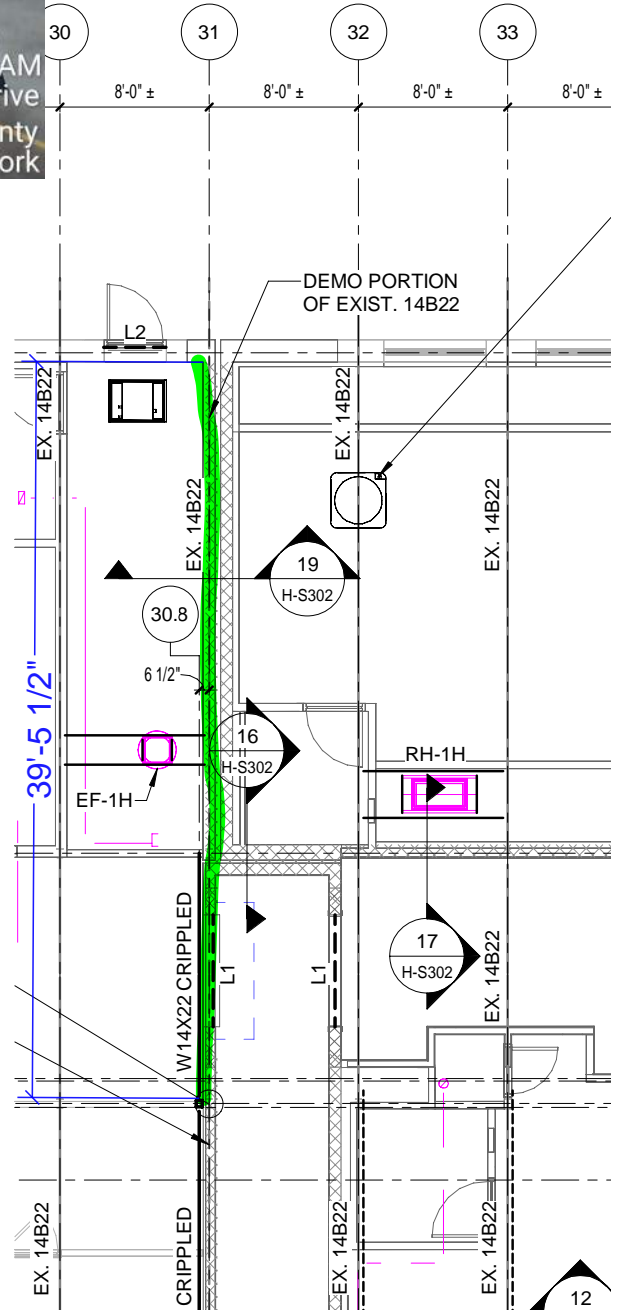 AM
rive
nty
ork
30
31
32
33
8'-0" ±
8'-0" ±
8'-0" ±
8'-0" ±
DEMO PORTION
OF EXIST. 14B22
L2
EX. 14B22
EX. 14B22
EX. 14B22
EX. 14B22
19
H-S302
30.8
6 1/2"
39'-5 1/2"
16
H-S302
RH-1H
EF-1H
W14X22 CRIPPLED
L1
L1
17
H-S302
EX. 14B22
EX. 14B22
CRIPPLED
EX. 14B22
EX. 14B22
12